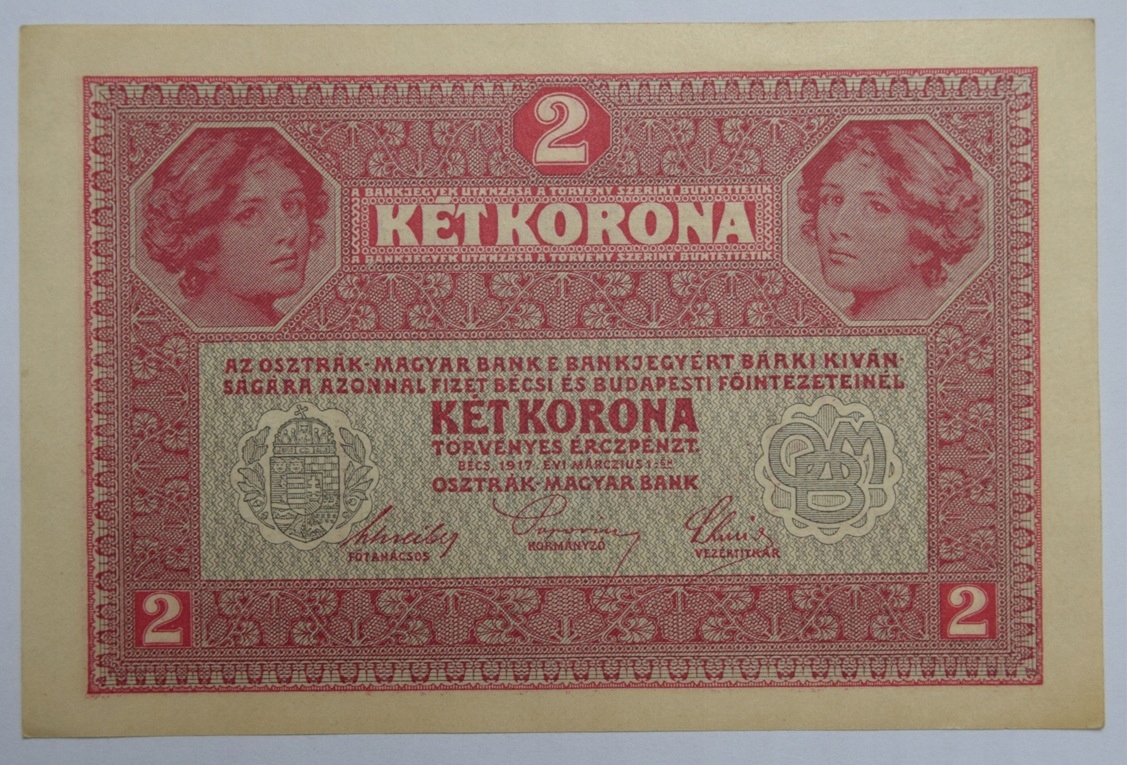 2
A BANKJEGYEK UTÁNZÁSA A TÖRVÉNY SZERINT BÜNTETTETIK
KÉT KORONA
A BANKJEGYEK UTÁNZÁSA A TÖRVÉNY SZERINT BÜNTETTETIK
AZ OSZTRÁK-MAGYAR BANK E BANKJEGYÉRT BÁRKI KIVÁN-
SÁGÁRA AZONNAL FIZET BÉCSI ÉS BUDAPESTI FŐINTÉZETEINÉL
KÉT KORONA
TÖRVÉNYES ÉRCZPÉNZT.
BÉCS, 1917. ÉVI MÁRCZIUS 1-ÉN
OSZTRÁK-MAGYAR BANK
FŐTANÁCSOS KORMÁNYZÓ VEZÉRTITKÁR
2 2